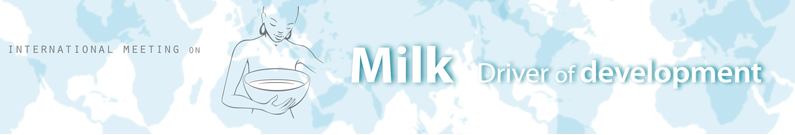 INTERNATIONAL MEETING ON
Milk Driver of development